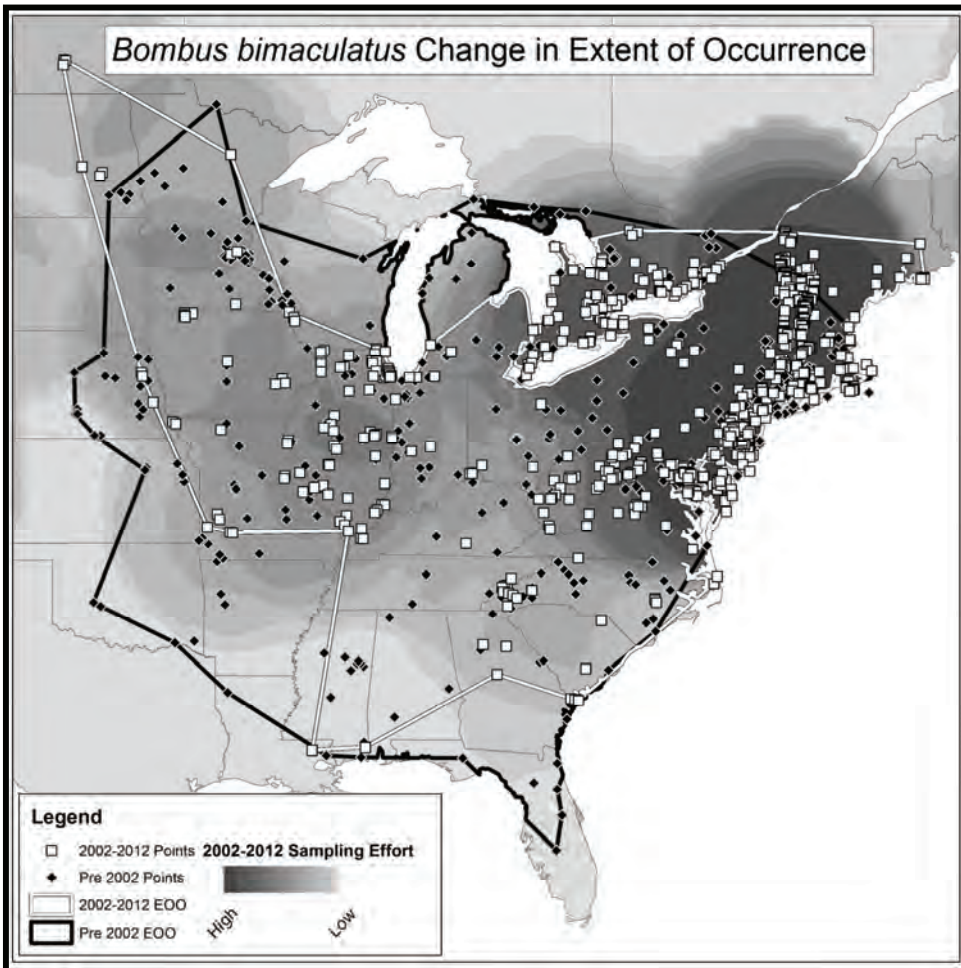 Bombus bimaculatus Change in Extent of Occurrence
Legend
2002-2012 Points
Pre 2002 Points
2002-2012 EOO
Pre 2002 EOO
2002-2012 Sampling Effort
High
Low